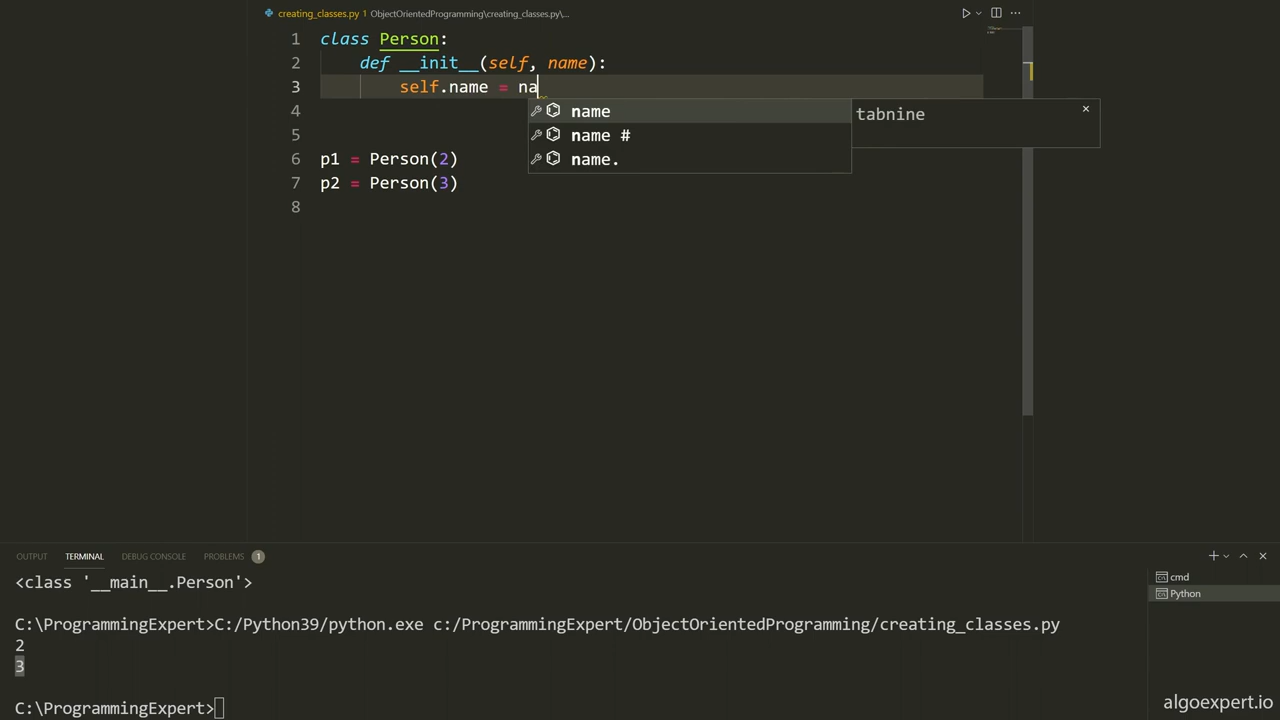 creating_classes.py 1 ObjectOrientedProgramming\creating_classes.py\...
1 class Person:
2 def __init__(self, name):
3 self.name = na
name
tabnine
4
name #
5
name.
6 p1 = Person(2)
7 p2 = Person(3)
8
OUTPUT TERMINAL DEBUG CONSOLE PROBLEMS 1
<class '__main__.Person'>
cmd
Python
C:\ProgrammingExpert>C:/Python39/python.exe c:/ProgrammingExpert/ObjectOrientedProgramming/creating_classes.py
2
3
C:\ProgrammingExpert>
algoexpert.io